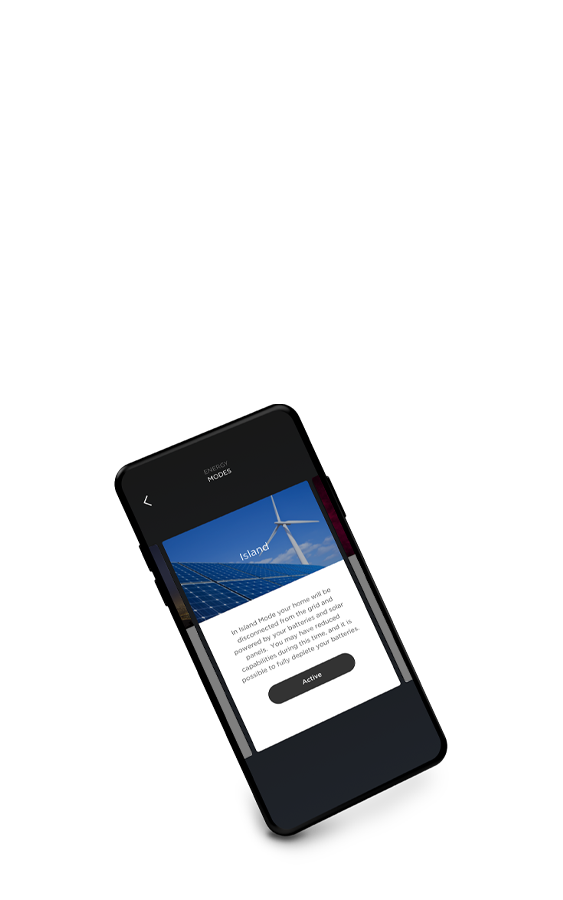 ENERGY
MODES
Island
In Island Mode your home will be
disconnected from the grid and
powered by your batteries and solar
panels. You may have reduced
capabilities during this time, and it is
possible to fully deplete your batteries.
Active